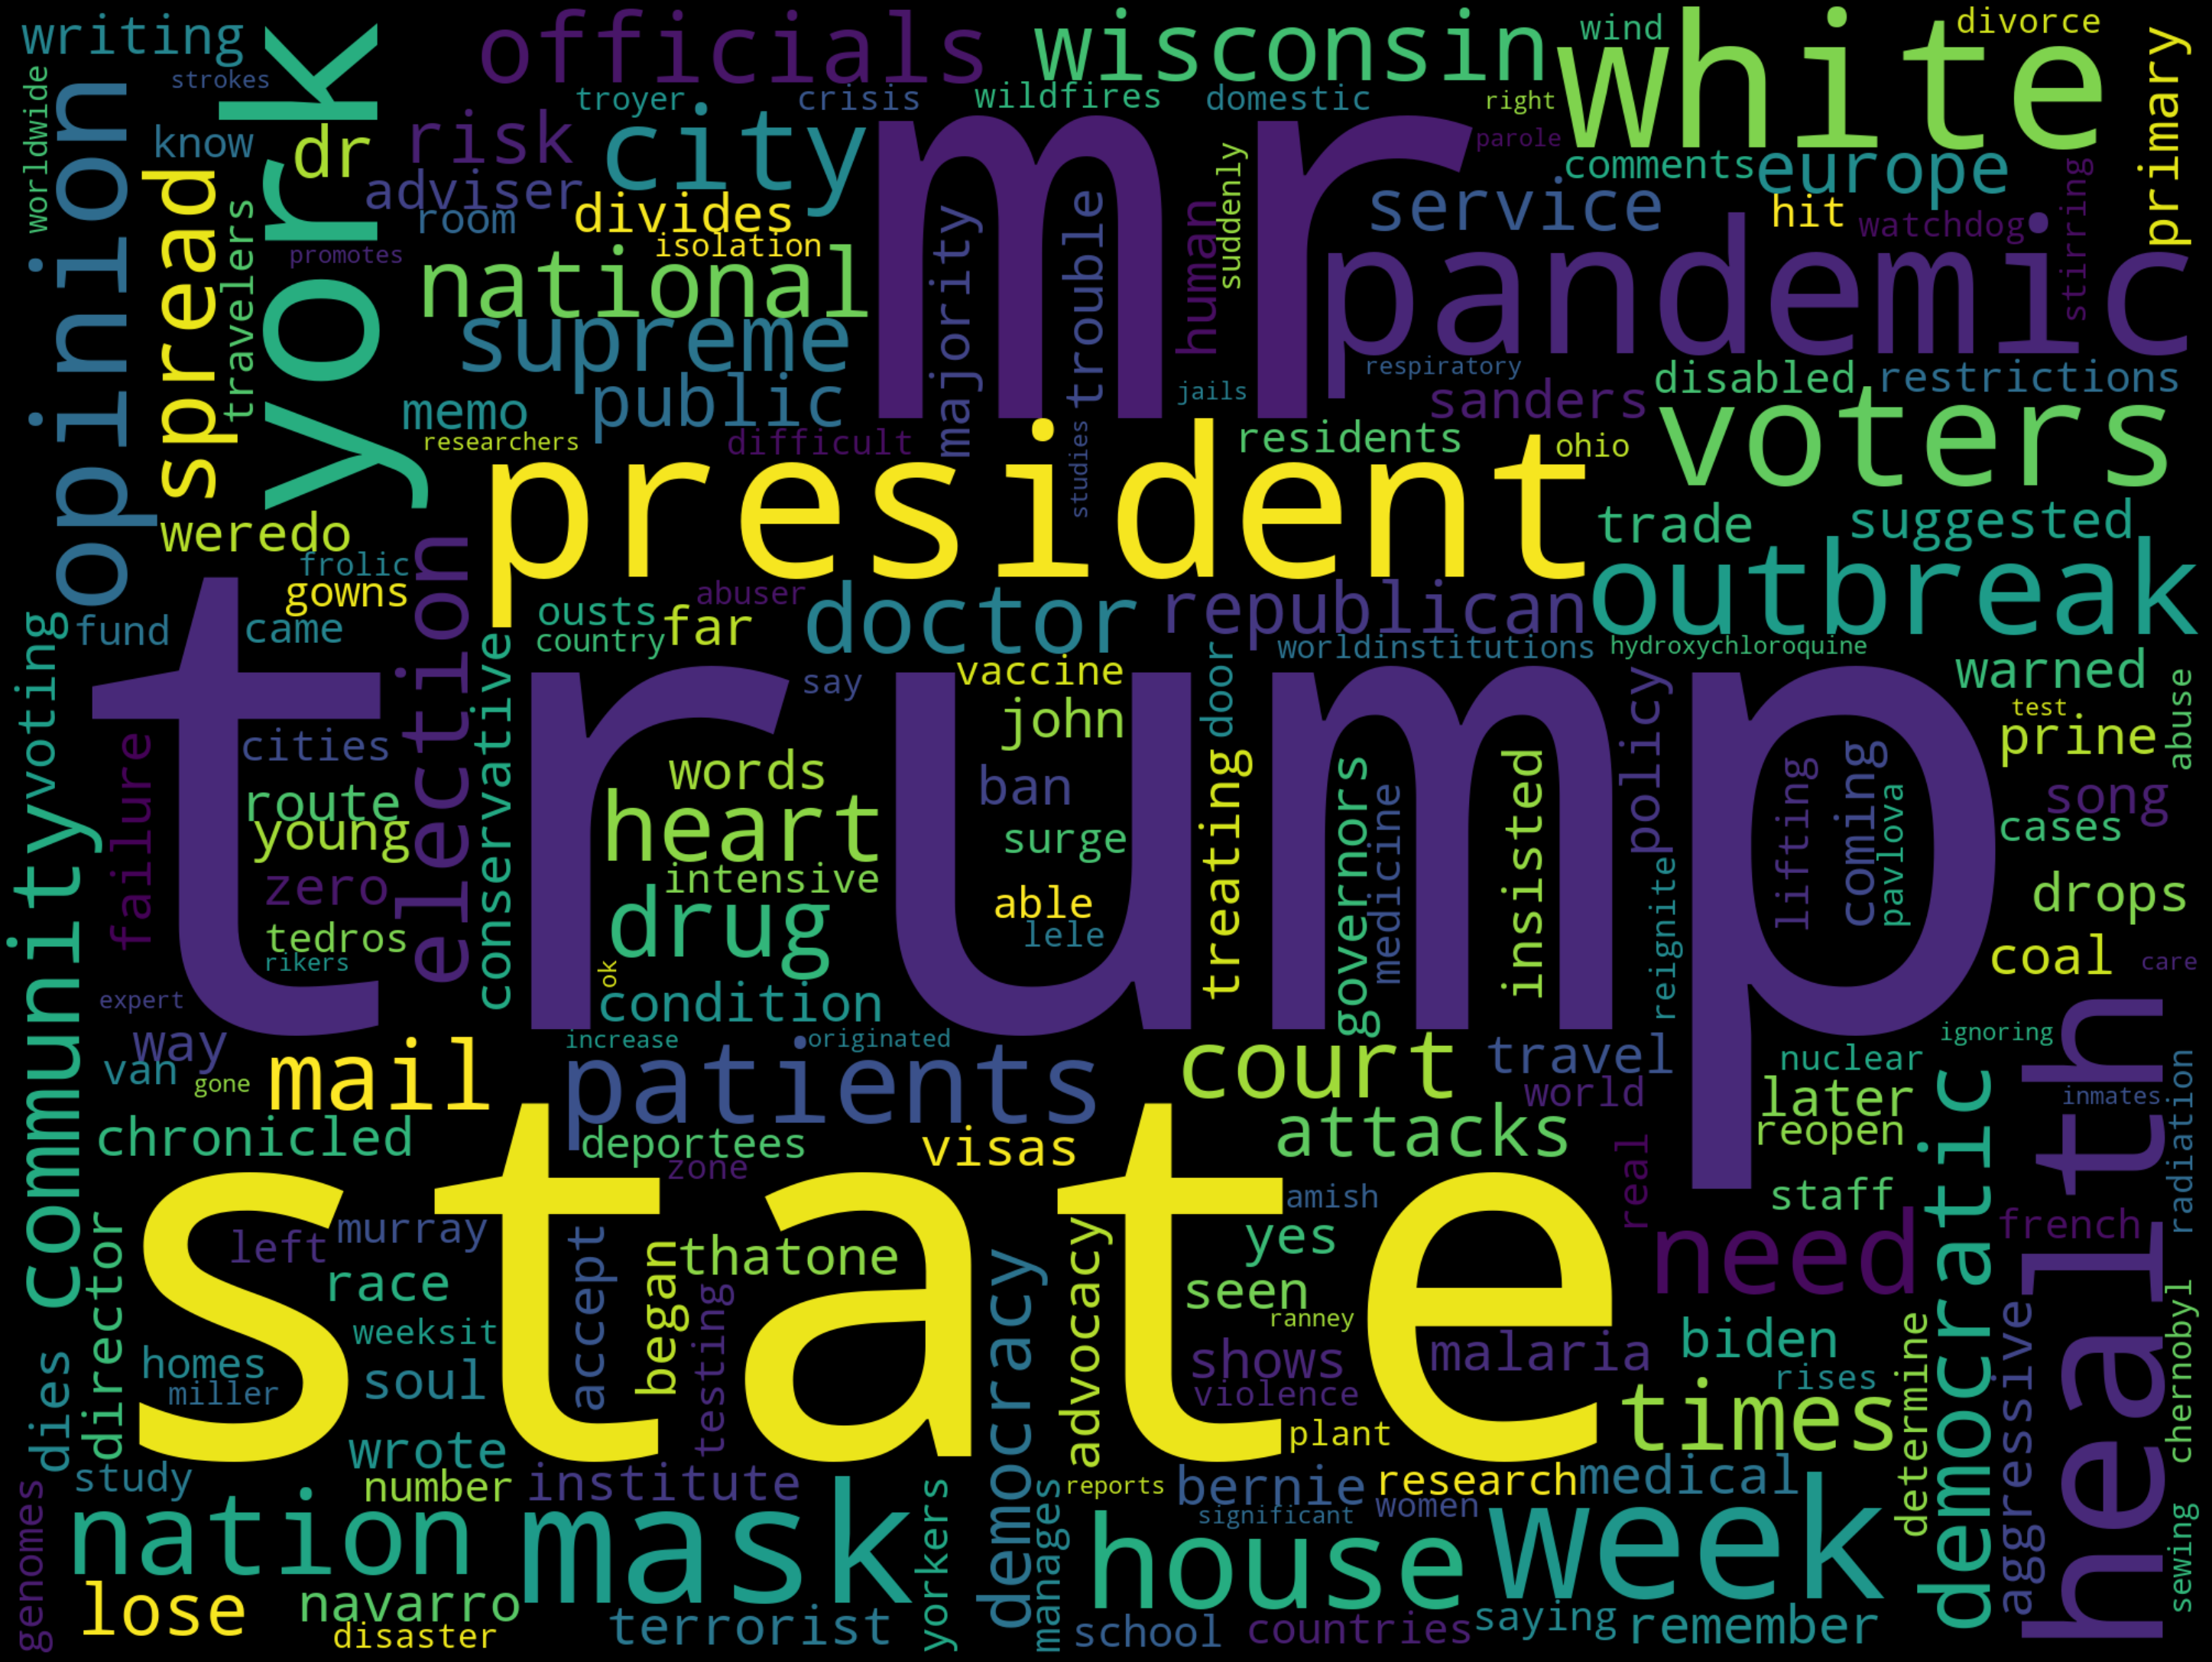 writing
strokes
officials
wisconsin
wind
white
divorce
primary
worldwide
opinion
know
spread
york
dr
risk
troyer
crisis
wildfires
domestic
right
parole
city
mr
comments
europe
stirring
adviser
room
divides
isolation
promotes
travelers
national
majority
trouble
human
suddenly
service
hit
watchdog
pandemic
supreme
public
memo
researchers
difficult
studies
jails
respiratory
sanders
disabled
restrictions
residents
ohio
voters
president
weredo
frolic
gowns
fund
came
election
trade
suggested
outbreak
ousts
country
far
abuser
doctor
republican
worldinstitutions
hydroxychloroquine
warned
test
abuse
prine
voting
community
conservative
trump
say
vaccine
john
door
policy
failure
cities
route
young
zero
tedros
rikers
words
heart
intensive
drug
ok
condition
ban
surge
able
lele
treating
governors
medicine
insisted
reignite
lifting
coming
pavlova
song
cases
drops
coal
care
expert
way
van
gone
mail
increase
originated
patients
court
travel
world
nuclear
ignoring
later
reopen
inmates
radiation
health
democratic
chronicled
deportees
zone
visas
attacks
real
staff
french
state
left
murray
race
weeksit
soul
accept
began
thatone
testing
director
dies
homes
miller
wrote
democracy
advocacy
amish
yes
seen
ranney
shows
violence
plant
malaria
need
biden
rises
times
determine
aggressive
chernobyl
study
number
institute
reports
bernie
significant
research
women
medical
genomes
nation
lose
navarro
disaster
mask
terrorist
yorkers
manages
school
house
countries
week
saying
remember
sewing